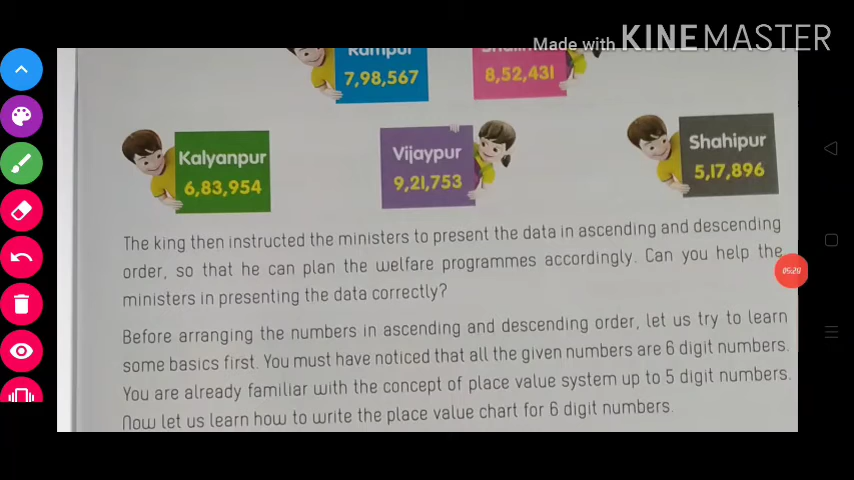 Made with KINEMASTER
Rampur
7,98,567
8,52,431
Kalyanpur
6,83,954
Vijaypur
9,21,753
Shahipur
5,17,896
The king then instructed the ministers to present the data in ascending and descending
order, so that he can plan the welfare programmes accordingly. Can you help the
ministers in presenting the data correctly?
05:20
Before arranging the numbers in ascending and descending order, let us try to learn
some basics first. You must have noticed that all the given numbers are 6 digit numbers.
You are already familiar with the concept of place value system up to 5 digit numbers.
Now let us learn how to write the place value chart for 6 digit numbers.